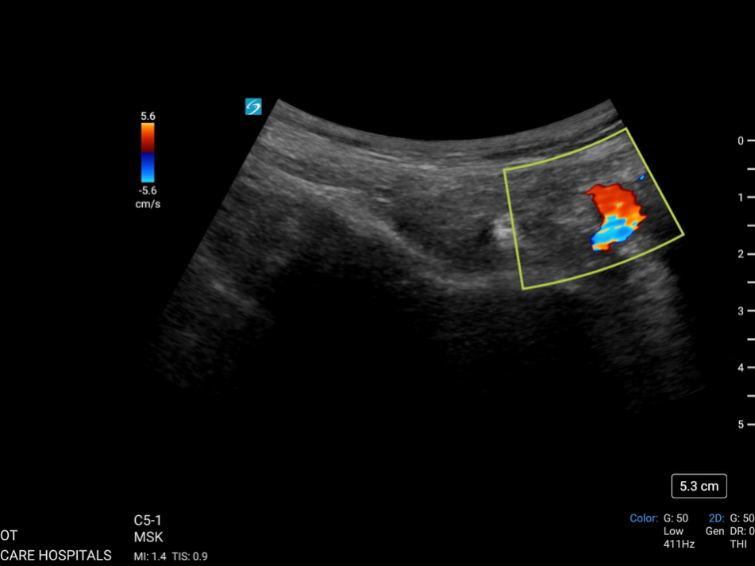 5.6
-5.6
cm/s
0
1
2
3
4
5
5.3 cm
C5-1
MSK
MI: 1.4 TIS: 0.9
OT
CARE HOSPITALS
Color: G: 50
Low
411Hz
2D: G: 50
Gen DR: 0
THI